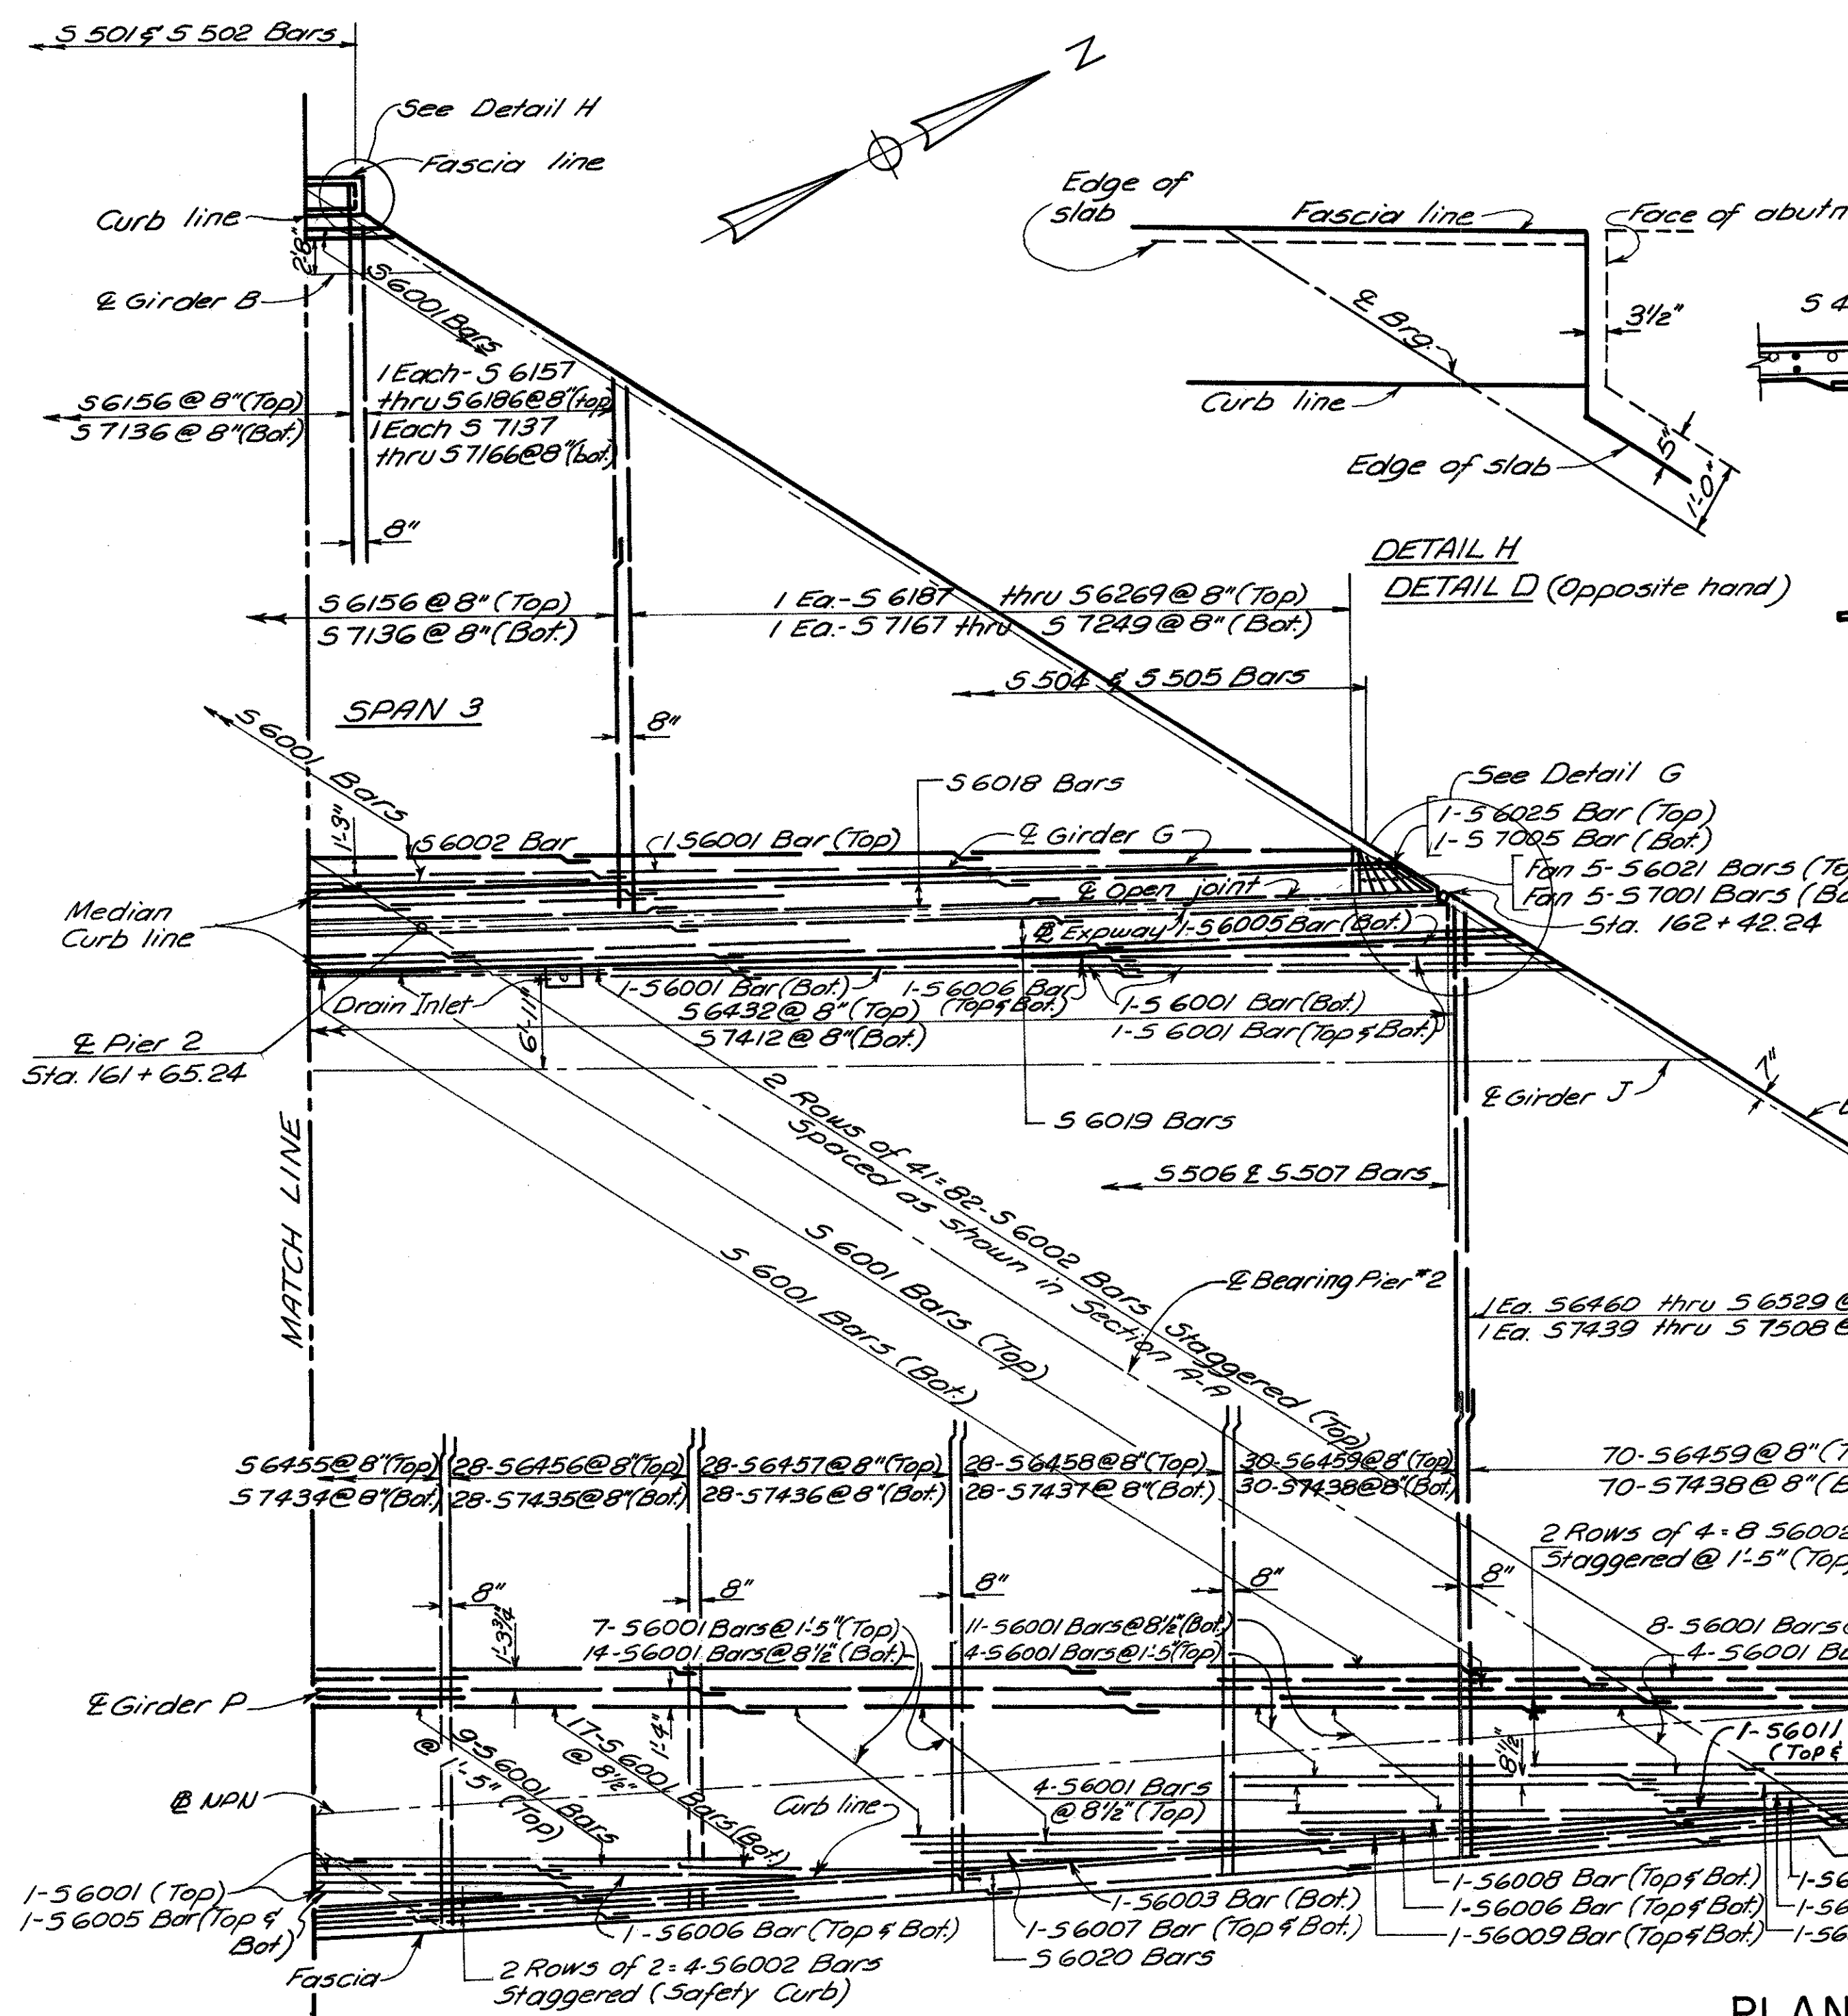 S 501 & S 502 Bars
N
See Detail H
Fascia line
Curb line
2'-8"
℄ Girder B
S 6001 Bars
1 Each - S 6157
thru S 6186 @ 8" (top)
1 Each S 7137
thru S 7166 @ 8" (bot.)
S 6156 @ 8" (Top)
S 7136 @ 8" (Bot.)
8"
Edge of
slab
Fascia line
Face of abutm
℄ Brg.
3½"
S 4
Curb line
Edge of slab
5"
1'-0"
DETAIL H
DETAIL D (Opposite hand)
S 6156 @ 8" (Top)
S 7136 @ 8" (Bot.)
1 Ea.- S 6187 thru S 6269 @ 8" (Top)
1 Ea.- S 7167 thru S 7249 @ 8" (Bot.)
S 504 & S 505 Bars
SPAN 3
8"
S 6001 Bars
1'-3"
S 6002 Bar
1 S 6001 Bar (Top)
S 6018 Bars
℄ Girder G
See Detail G
1- S 6025 Bar (Top)
1- S 7005 Bar (Bot.)
Fan 5- S 6021 Bars (To
Fan 5- S 7001 Bars (Bo
Sta. 162 + 42.24
℄ Open joint
Median
Curb line
Expway
1- S 6005 Bar (Bot.)
Drain Inlet
1- S 6001 Bar (Bot.)
1- S 6006 Bar
(Top & Bot.)
1- S 6001 Bar (Bot.)
1- S 6001 Bar (Top & Bot.)
S 6432 @ 8" (Top)
S 7412 @ 8" (Bot.)
℄ Pier 2
Sta. 161 + 65.24
℄ Girder J
7"
S 6019 Bars
2 Rows of 41 = 82 - S 6002 Bars Staggered (Top)
Spaced as shown in Section A-A
S 506 & S 507 Bars
MATCH LINE
S 6001 Bars (Top)
S 6001 Bars (Bot.)
℄ Bearing Pier #2
1 Ea. S 6460 thru S 6529 @
1 Ea. S 7439 thru S 7508 @
S 6455 @ 8" (Top)
S 7434 @ 8" (Bot.)
28- S 6456 @ 8" (Top)
28- S 7435 @ 8" (Bot.)
28- S 6457 @ 8" (Top)
28- S 7436 @ 8" (Bot.)
28- S 6458 @ 8" (Top)
28- S 7437 @ 8" (Bot.)
30- S 6459 @ 8" (Top)
30- S 7438 @ 8" (Bot.)
70- S 6459 @ 8" (T
70- S 7438 @ 8" (B
2 Rows of 4 = 8 S 6002
Staggered @ 1'-5" (Top
8"
8"
8"
8"
8"
1'-3¾"
7- S 6001 Bars @ 1'-5" (Top)
14- S 6001 Bars @ 8½" (Bot.)
11- S 6001 Bars @ 8½" (Bot.)
4- S 6001 Bars @ 1'-5" (Top)
8- S 6001 Bars
4- S 6001 Ba
℄ Girder P
1'-4"
9- S 6001 Bars
@ 1'-5" (Top)
17- S 6001 Bars (Bot.)
@ 8½"
8½"
1- S 6011
(Top &
NPN
Curb line
4- S 6001 Bars
@ 8½" (Top)
1- S 6001 (Top)
1- S 6005 Bar (Top &
Bot.)
1- S 6003 Bar (Bot.)
1- S 6007 Bar (Top & Bot.)
S 6020 Bars
1- S 6008 Bar (Top & Bot.)
1- S 6006 Bar (Top & Bot.)
1- S 6009 Bar (Top & Bot.)
1-S6
1-S6
1-S6
1- S 6006 Bar (Top & Bot.)
Fascia
2 Rows of 2 = 4- S 6002 Bars
Staggered (Safety Curb)
PLAN